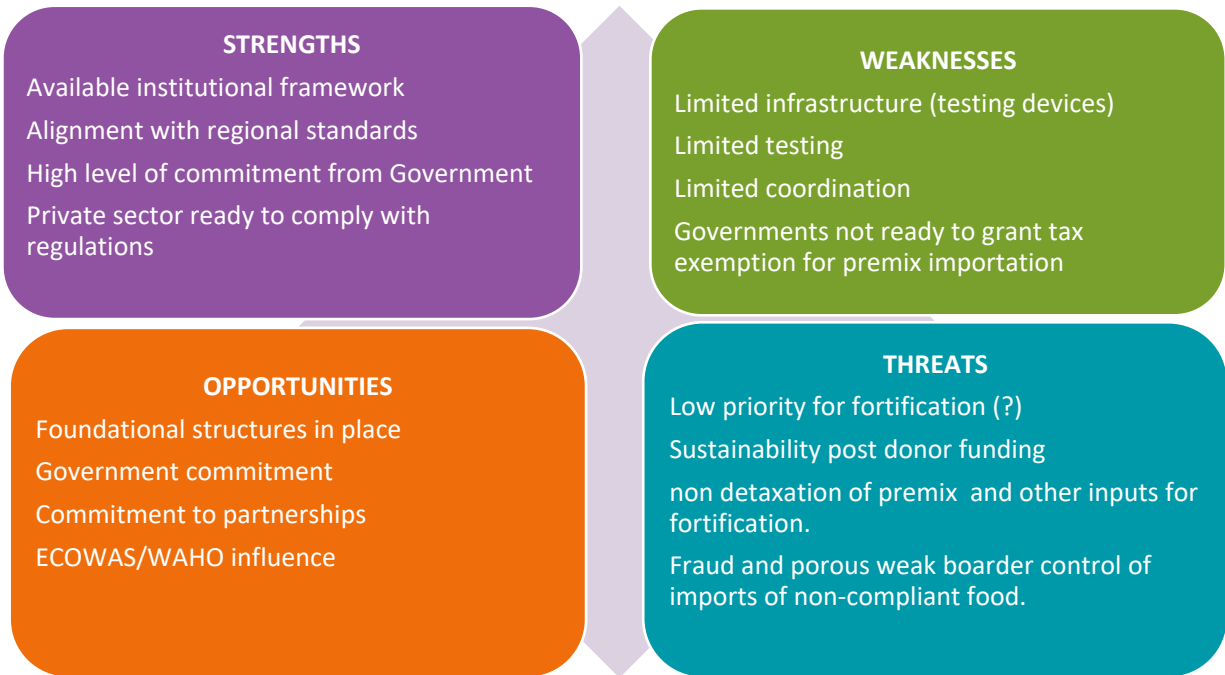 STRENGTHS
Available institutional framework
Alignment with regional standards
High level of commitment from Government
Private sector ready to comply with
regulations
WEAKNESSES
Limited infrastructure (testing devices)
Limited testing
Limited coordination
Governments not ready to grant tax
exemption for premix importation
OPPORTUNITIES
Foundational structures in place
Government commitment
Commitment to partnerships
ECOWAS/WAHO influence
THREATS
Low priority for fortification (?)
Sustainability post donor funding
non detaxation of premix  and other inputs for
fortification.
Fraud and porous weak boarder control of
imports of non-compliant food.